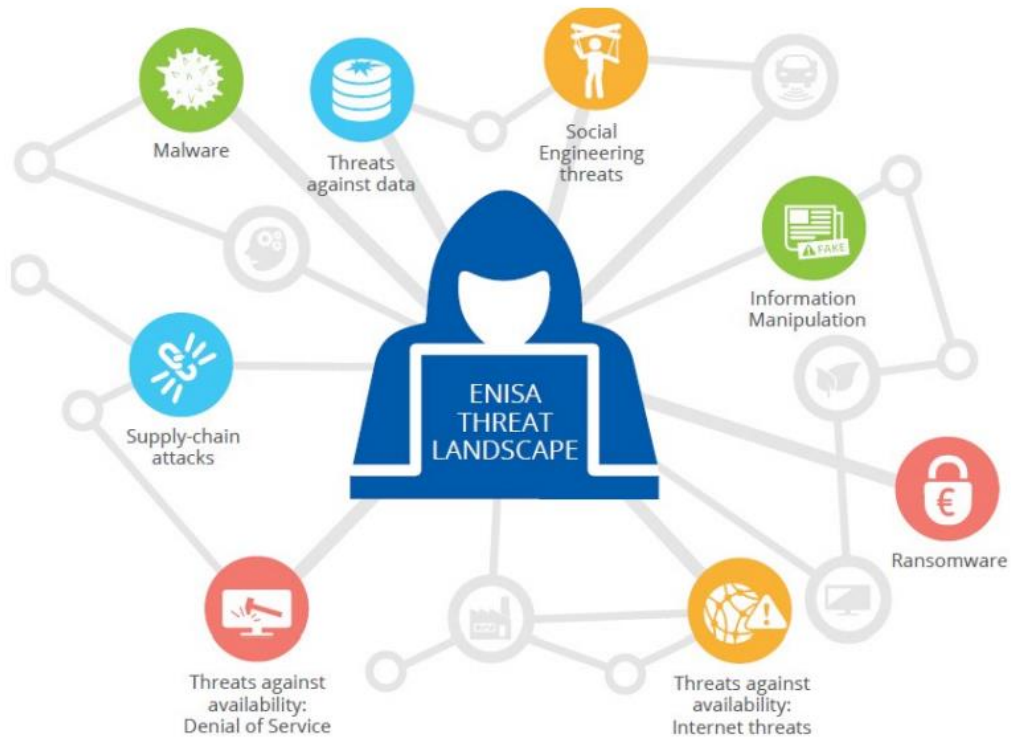 Malware
Threats
against data
Social
Engineering
threats
FAKE
Information
Manipulation
ENISA
THREAT
LANDSCAPE
Supply-chain
attacks
€
Ransomware
Threats against
availability:
Denial of Service
Threats against
availability:
Internet threats